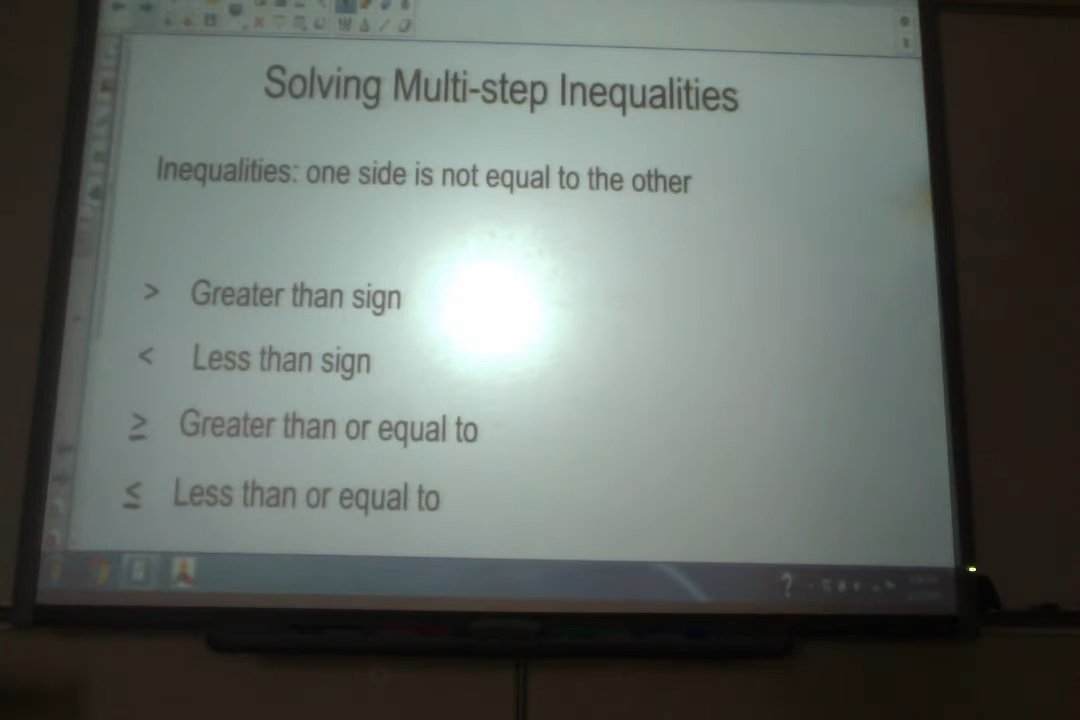 Solving Multi-step Inequalities
Inequalities: one side is not equal to the other
> Greater than sign
< Less than sign
≥ Greater than or equal to
≤ Less than or equal to
?